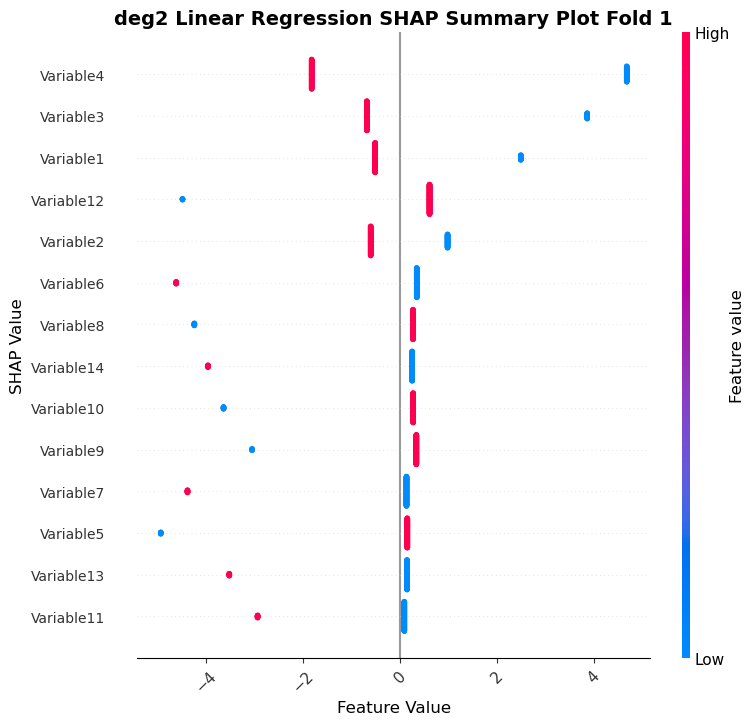 deg2 Linear Regression SHAP Summary Plot Fold 1
High
Variable4
Variable3
Variable1
Variable12
Variable2
Variable6
Variable8
Variable14
Variable10
Variable9
Variable7
Variable5
Variable13
Variable11
SHAP Value
Feature value
Low
−4
−2
0
2
4
Feature Value